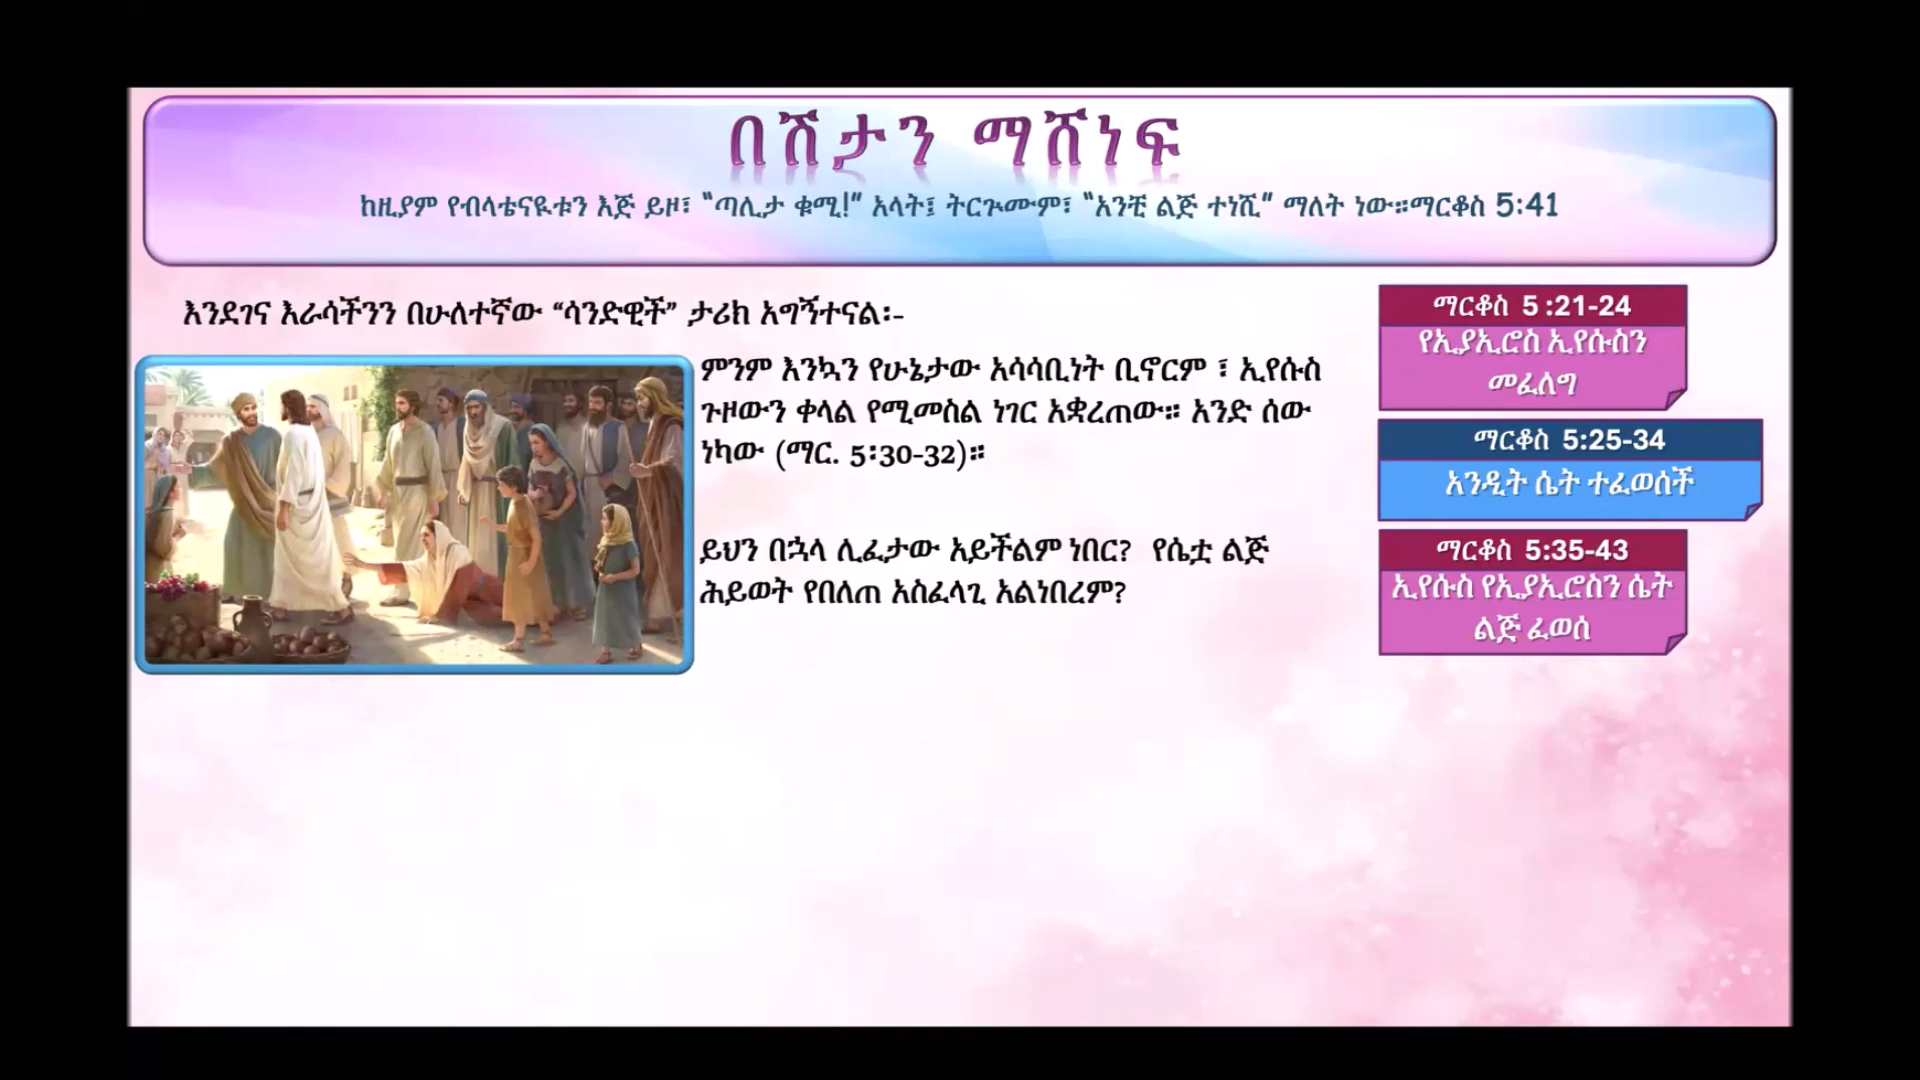 በሽታን ማሸነፍ
ከዚያም የብላቴናዪቱን እጅ ይዞ፣ “ጣሊታ ቁሚ!” አላት፤ ትርጕሙም፣ “አንቺ ልጅ ተነሺ” ማለት ነው።ማርቆስ 5:41
እንደገና እራሳችንን በሁለተኛው “ሳንድዊች” ታሪክ አግኝተናል፡-
ምንም እንኳን የሁኔታው አሳሳቢነት ቢኖርም ፣ ኢየሱስ
ጉዞውን ቀላል የሚመስል ነገር አቋረጠው። አንድ ሰው
ነካው (ማር. 5፡30-32)።
ይህን በኋላ ሊፈታው አይችልም ነበር? የሴቷ ልጅ
ሕይወት የበለጠ አስፈላጊ አልነበረም?
ማርቆስ 5 :21-24
የኢያኢሮስ ኢየሱስን
መፈለግ
ማርቆስ 5:25-34
አንዲት ሴት ተፈወሰች
ማርቆስ 5:35-43
ኢየሱስ የኢያኢሮስን ሴት
ልጅ ፈወሰ